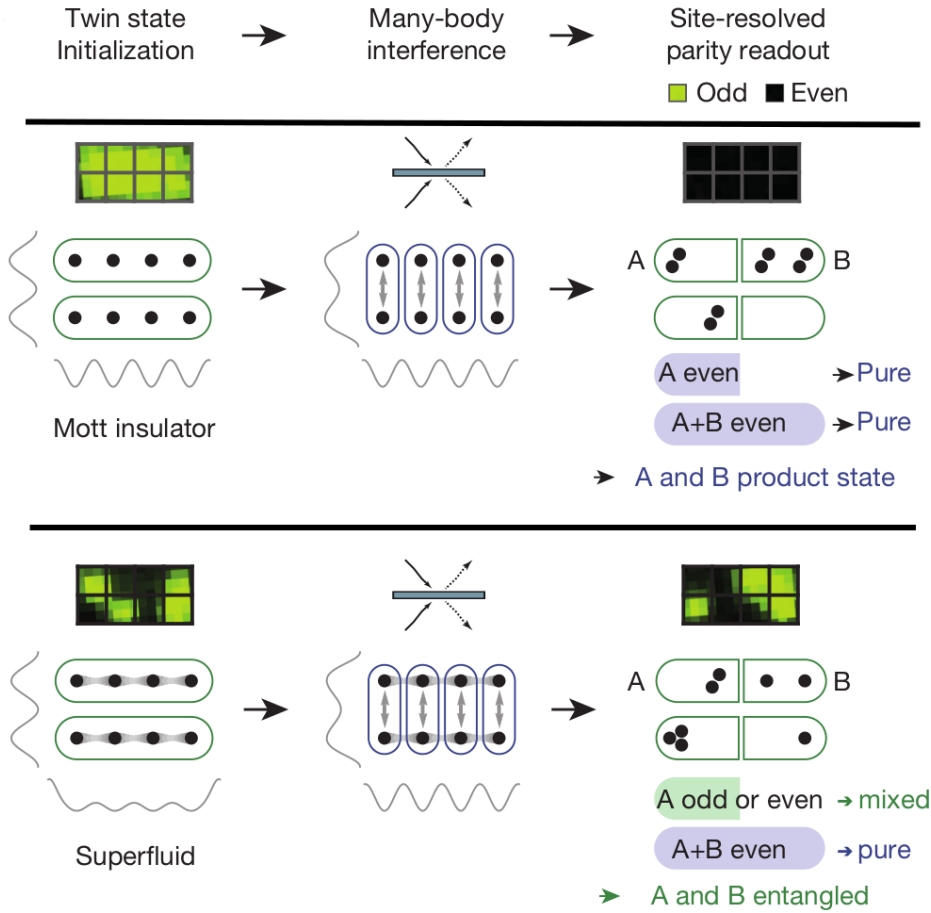 Twin state
Initialization
Many-body
interference
Site-resolved
parity readout
Odd Even
A B
A even → Pure
A+B even → Pure
Mott insulator
→ A and B product state
A B
A odd or even → mixed
A+B even → pure
Superfluid
→ A and B entangled